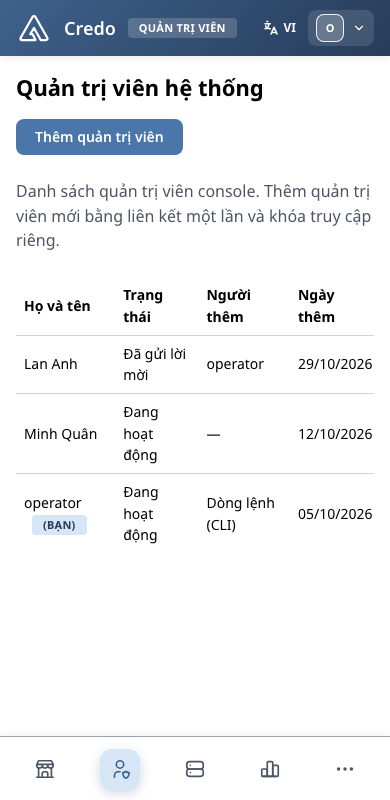 Credo QUẢN TRỊ VIÊN VI O
Quản trị viên hệ thống
Thêm quản trị viên
Danh sách quản trị viên console. Thêm quản trị
viên mới bằng liên kết một lần và khóa truy cập
riêng.
Họ và tên Trạng thái Người thêm Ngày thêm
Lan Anh Đã gửi lời mời operator 29/10/2026
Minh Quân Đang hoạt động — 12/10/2026
operator (BẠN) Đang hoạt động Dòng lệnh (CLI) 05/10/2026